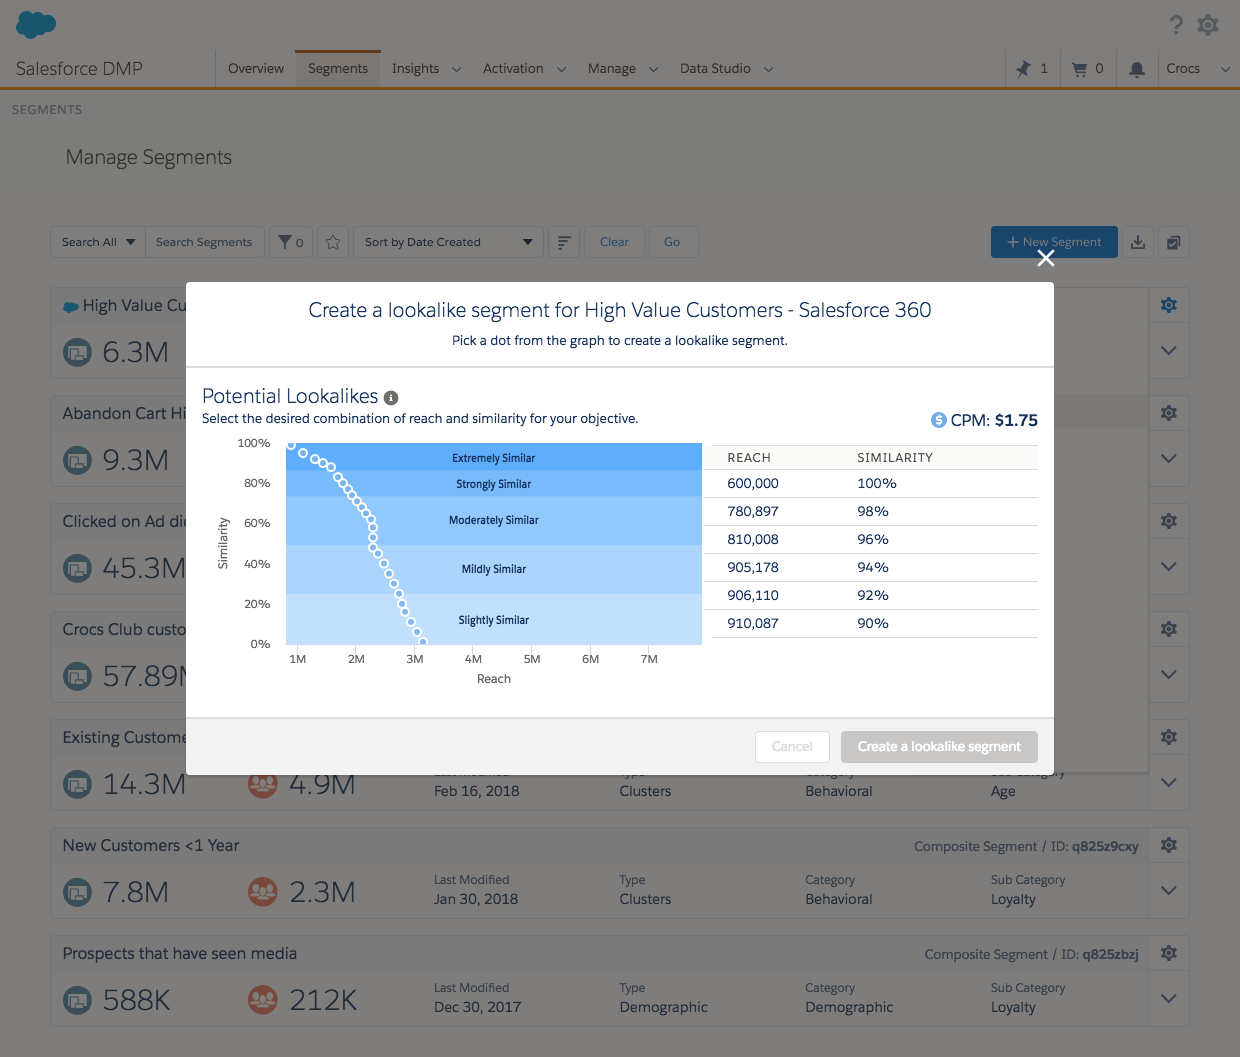 Salesforce DMP
Overview
Segments
Insights
Activation
Manage
Data Studio
1
0
Crocs
SEGMENTS
Manage Segments
Search All
Search Segments
0
Sort by Date Created
Clear
Go
+ New Segment
High Value Cu
6.3M
Abandon Cart Hi
9.3M
Clicked on Ad
45.3M
Crocs Club custo
57.89M
Create a lookalike segment for High Value Customers - Salesforce 360
Pick a dot from the graph to create a lookalike segment.
Potential Lookalikes
Select the desired combination of reach and similarity for your objective.
$ CPM: $1.75
Similarity
100%
80%
60%
40%
20%
0%
Extremely Similar
Strongly Similar
Moderately Similar
Mildly Similar
Slightly Similar
1M 2M 3M 4M 5M 6M 7M
Reach
REACH SIMILARITY
600,000 100%
780,897 98%
810,008 96%
905,178 94%
906,110 92%
910,087 90%
Cancel
Create a lookalike segment
Existing Custome
14.3M
4.9M
Last Modified
Feb 16, 2018
Type
Clusters
Category
Behavioral
Sub Category
Age
New Customers <1 Year
Composite Segment / ID: q825z9cxy
7.8M
2.3M
Last Modified
Jan 30, 2018
Type
Clusters
Category
Behavioral
Sub Category
Loyalty
Prospects that have seen media
Composite Segment / ID: q825zbzj
588K
212K
Last Modified
Dec 30, 2017
Type
Demographic
Category
Demographic
Sub Category
Loyalty